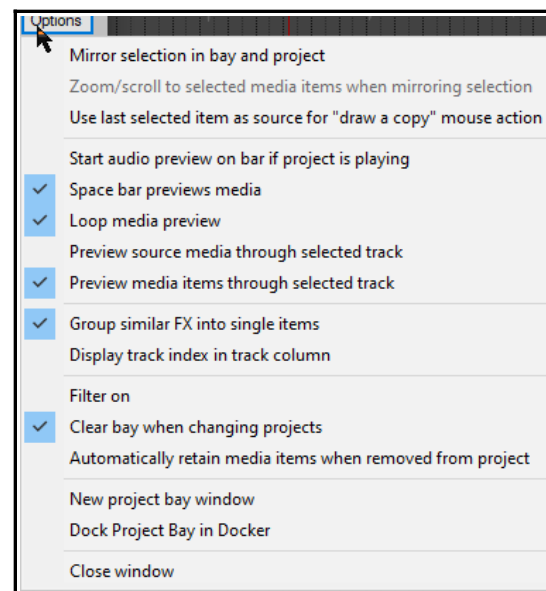 Options
Mirror selection in bay and project
Zoom/scroll to selected media items when mirroring selection
Use last selected item as source for "draw a copy" mouse action
Start audio preview on bar if project is playing
Space bar previews media
Loop media preview
Preview source media through selected track
Preview media items through selected track
Group similar FX into single items
Display track index in track column
Filter on
Clear bay when changing projects
Automatically retain media items when removed from project
New project bay window
Dock Project Bay in Docker
Close window